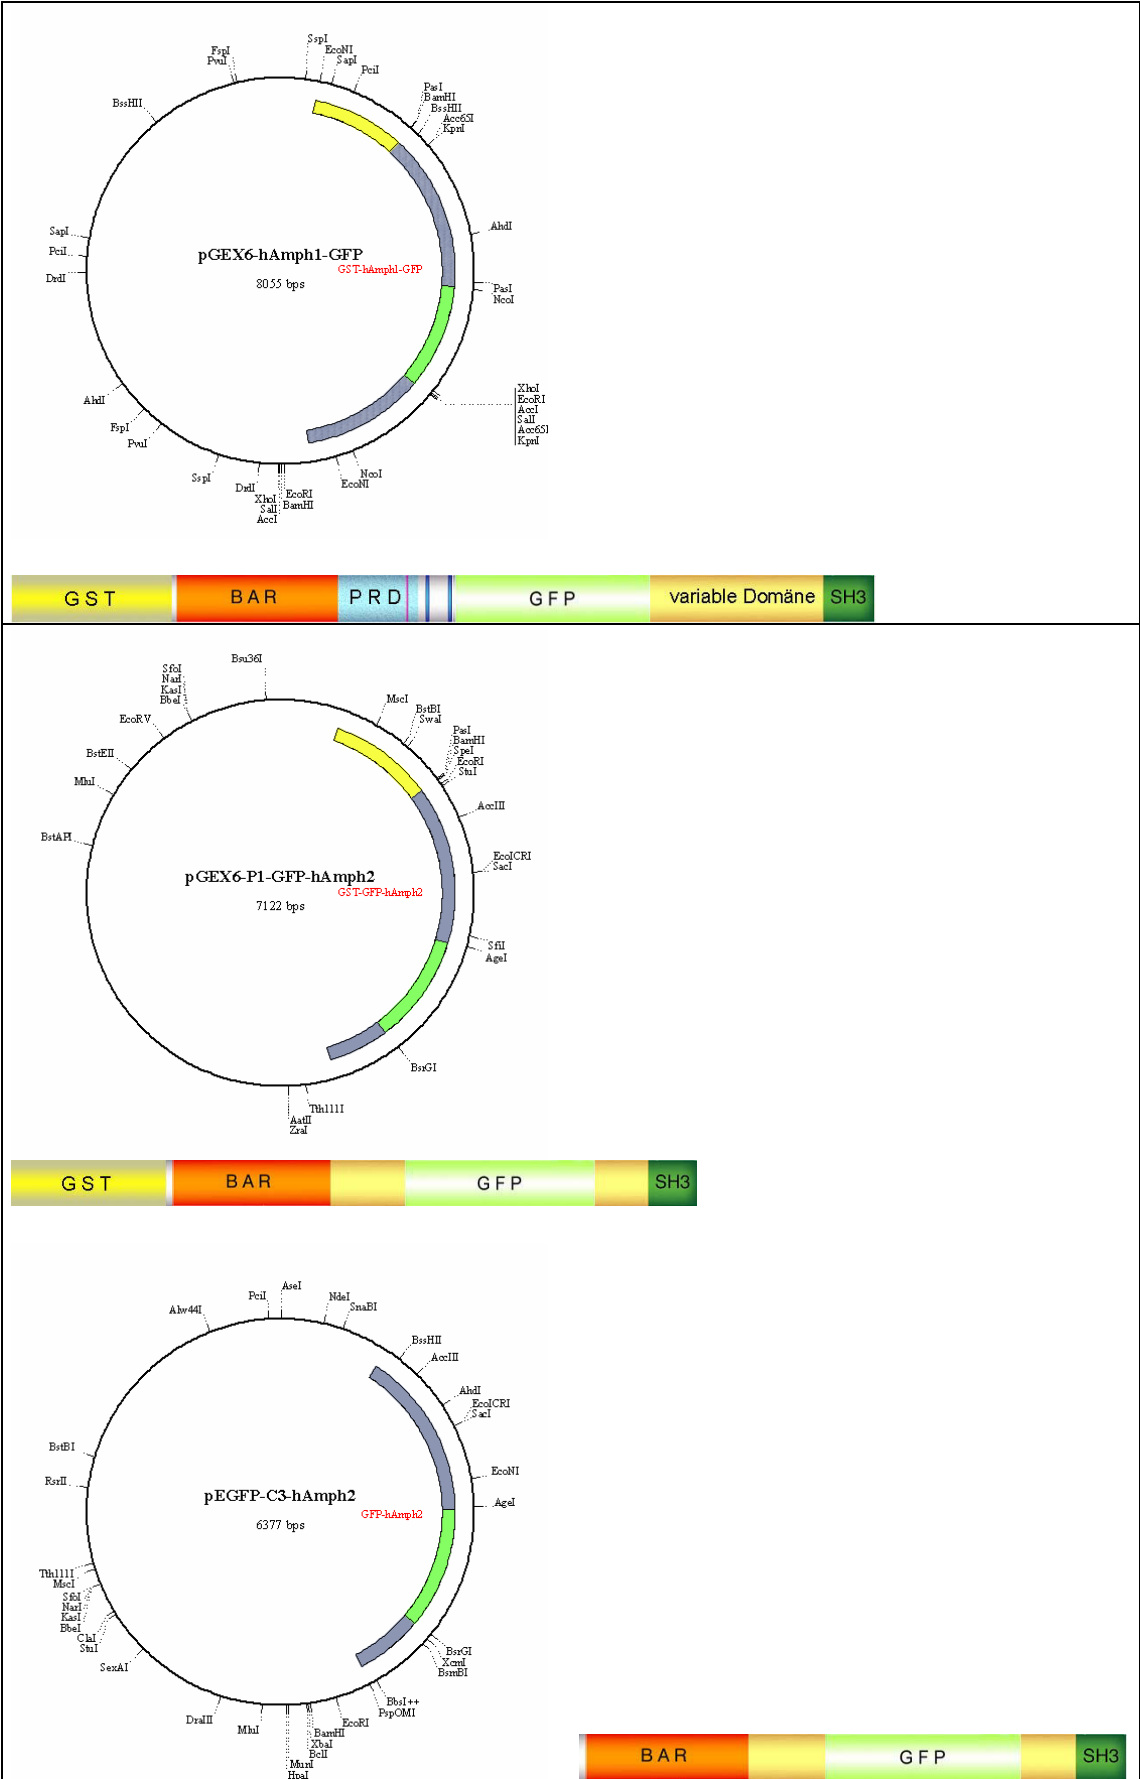 SspI
EcoNI
SapI
PciI
FspI
PvuI
BssHII
PasI
BamHI
BssHII
Acc65I
KpnI
AhdI
SapI
PciI
DrdI
pGEX6-hAmph1-GFP
GST-hAmph1-GFP
8055 bps
PasI
NcoI
XhoI
EcoRI
AccI
SalI
Acc65I
KpnI
AhdI
FspI
PvuI
SspI
DrdI
XhoI
SalI
AccI
EcoRI
BamHI
EcoNI
NcoI
GST BAR PRD GFP variable Domäne SH3
Bsu36I
SfoI
NarI
KasI
BbeI
EcoRV
BstEII
MluI
BstAPI
MscI
BstBI
SwaI
PasI
BamHI
SpeI
EcoRI
StuI
AccIII
EcoICRI
SacI
pGEX6-P1-GFP-hAmph2
GST-GFP-hAmph2
7122 bps
SfiI
AgeI
BsrGI
Tth111I
AatII
ZraI
GST BAR GFP SH3
AseI
PciI
NdeI
SnaBI
Alw44I
BssHII
AccIII
AhdI
EcoICRI
SacI
BstBI
RsrII
EcoNI
AgeI
pEGFP-C3-hAmph2
GFP-hAmph2
6377 bps
Tth111I
MscI
SfoI
NarI
KasI
BbeI
ClaI
StuI
SexAI
DraIII
MluI
BsrGI
XcmI
BsmBI
BbsI++
PspOMI
EcoRI
BamHI
XbaI
BclI
MunI
HpaI
BAR GFP SH3